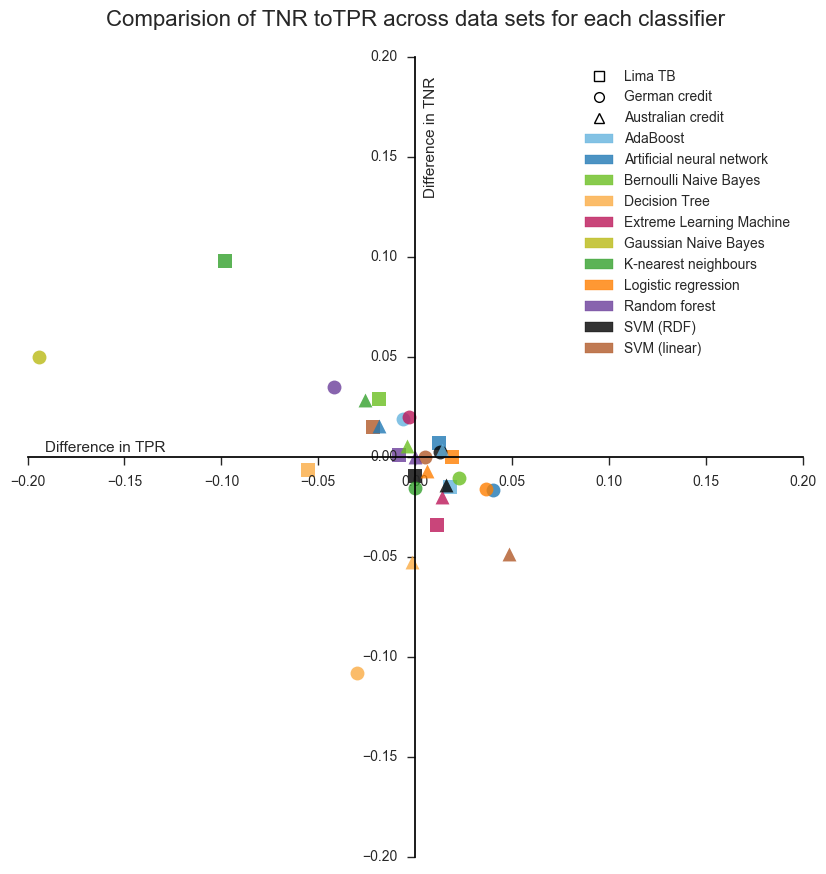 Comparision of TNR toTPR across data sets for each classifier
0.20
Difference in TNR
0.15
0.10
0.05
0.00
Lima TB
German credit
Australian credit
AdaBoost
Artificial neural network
Bernoulli Naive Bayes
Decision Tree
Extreme Learning Machine
Gaussian Naive Bayes
K-nearest neighbours
Logistic regression
Random forest
SVM (RDF)
SVM (linear)
Difference in TPR
−0.20 −0.15 −0.10 −0.05 0.00 0.05 0.10 0.15 0.20
−0.05
−0.10
−0.15
−0.20